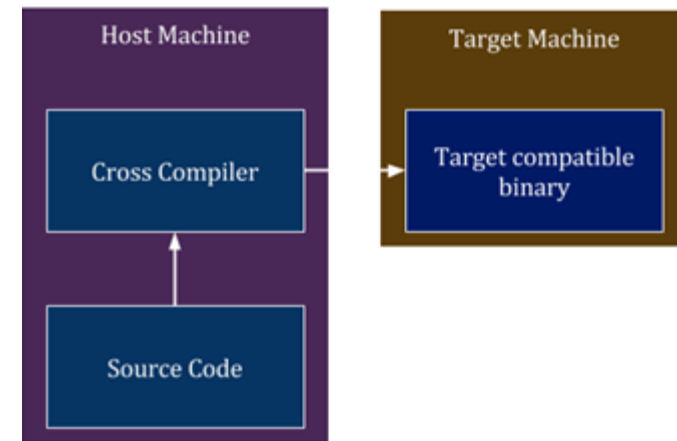 Host Machine
Cross Compiler
Source Code
Target Machine
Target compatible
binary